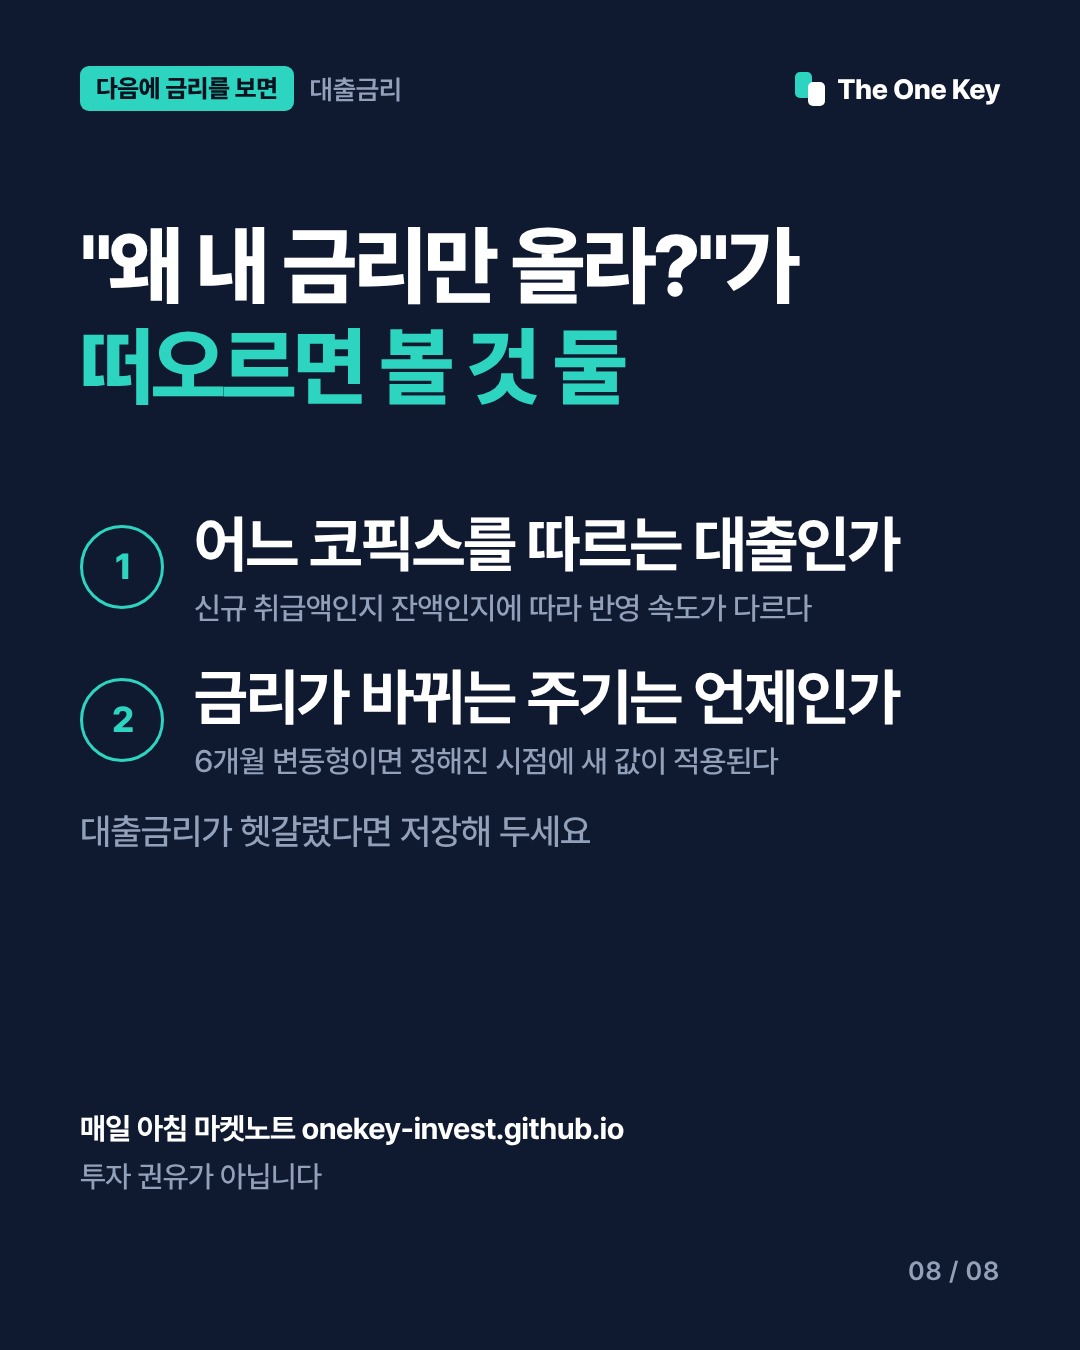 다음에 금리를 보면 대출금리
The One Key
"왜 내 금리만 올라?"가
떠오르면 볼 것 둘
1 어느 코픽스를 따르는 대출인가
신규 취급액인지 잔액인지에 따라 반영 속도가 다르다
2 금리가 바뀌는 주기는 언제인가
6개월 변동형이면 정해진 시점에 새 값이 적용된다
대출금리가 헷갈렸다면 저장해 두세요
매일 아침 마켓노트 onekey-invest.github.io
투자 권유가 아닙니다
08 / 08